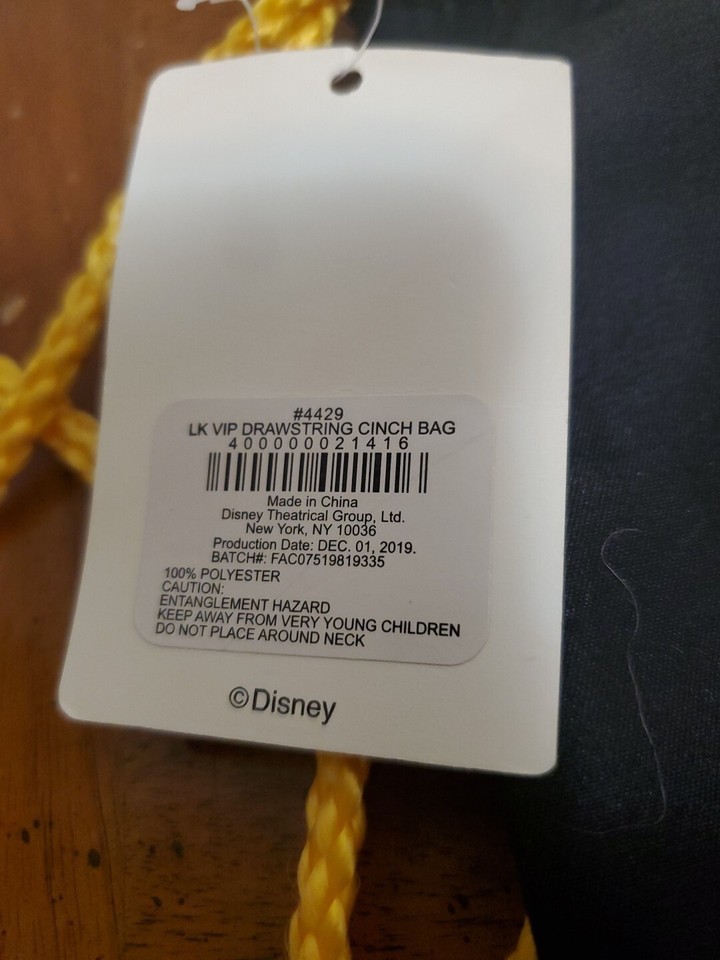 #4429
LK VIP DRAWSTRING CINCH BAG
400000021416
Made in China
Disney Theatrical Group, Ltd.
New York, NY 10036
Production Date: DEC. 01, 2019.
BATCH#: FAC07519819335
100% POLYESTER
CAUTION:
ENTANGLEMENT HAZARD
KEEP AWAY FROM VERY YOUNG CHILDREN
DO NOT PLACE AROUND NECK
©Disney